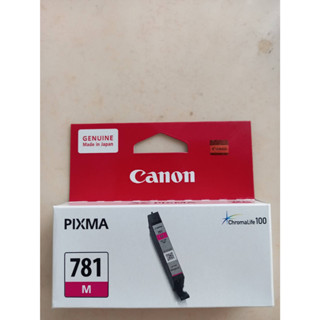 GENUINE
Made in Japan
Canon
PIXMA
ChromaLife100
781
M